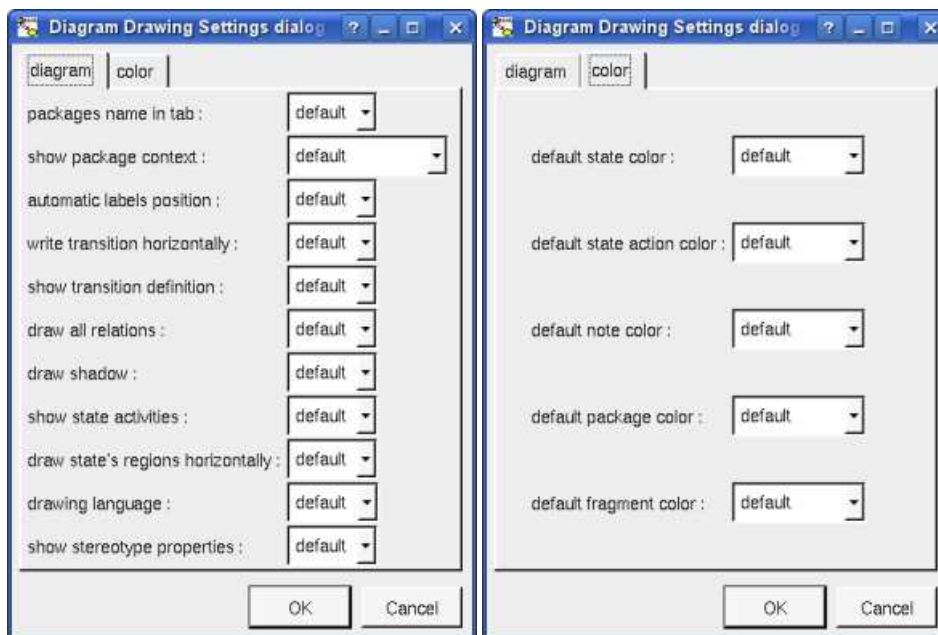 Diagram Drawing Settings dialog
diagram color
packages name in tab : default
show package context : default
automatic labels position : default
write transition horizontally : default
show transition definition : default
draw all relations : default
draw shadow : default
show state activities : default
draw state's regions horizontally : default
drawing language : default
show stereotype properties : default
OK Cancel
Diagram Drawing Settings dialog
diagram color
default state color : default
default state action color : default
default note color : default
default package color : default
default fragment color : default
OK Cancel